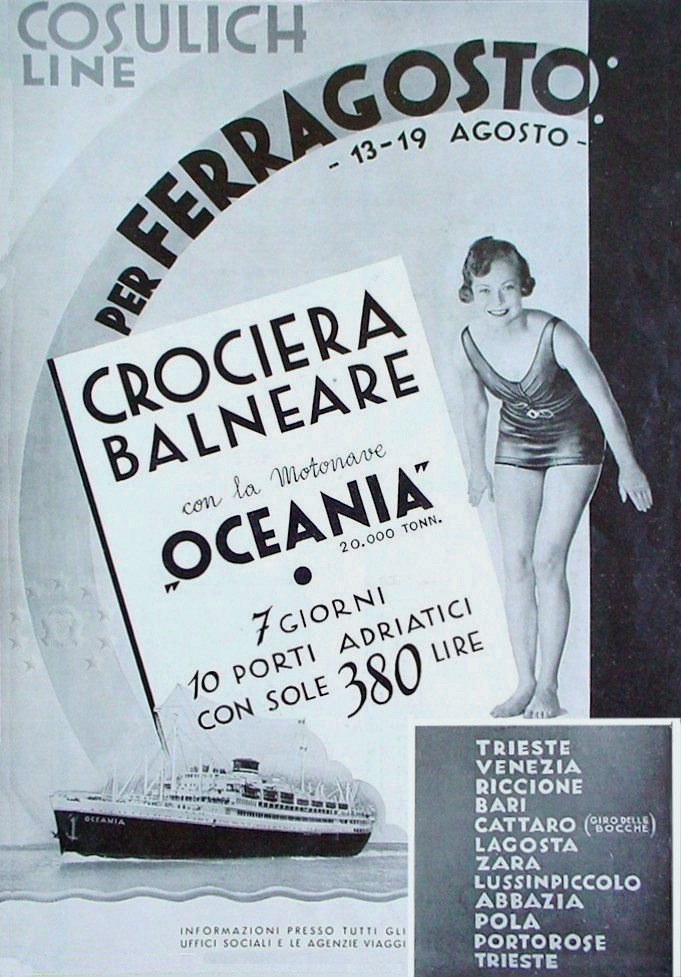 COSULICH
LINE
PER FERRAGOSTO
- 13-19 AGOSTO -
CROCIERA
BALNEARE
con la Motonave
„OCEANIA”
20.000 TONN.
7 GIORNI
10 PORTI ADRIATICI
CON SOLE 380 LIRE
OCEANIA
TRIESTE
VENEZIA
RICCIONE
BARI
CATTARO (GIRO DELLE BOCCHE)
LAGOSTA
ZARA
LUSSINPICCOLO
ABBAZIA
POLA
PORTOROSE
TRIESTE
INFORMAZIONI PRESSO TUTTI GLI
UFFICI SOCIALI E LE AGENZIE VIAGGI